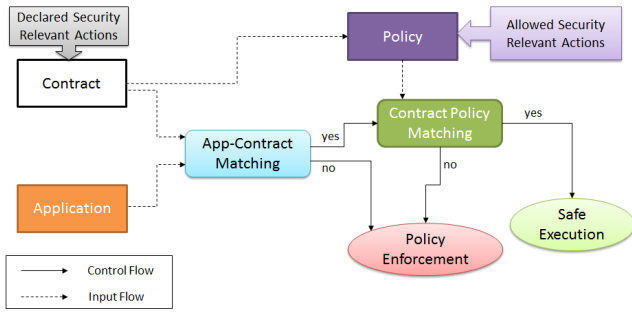 Declared Security
Relevant Actions
Contract
Policy
Allowed Security
Relevant Actions
App-Contract
Matching
yes
no
Contract Policy
Matching
yes
no
Application
Policy
Enforcement
Safe
Execution
Control Flow
Input Flow